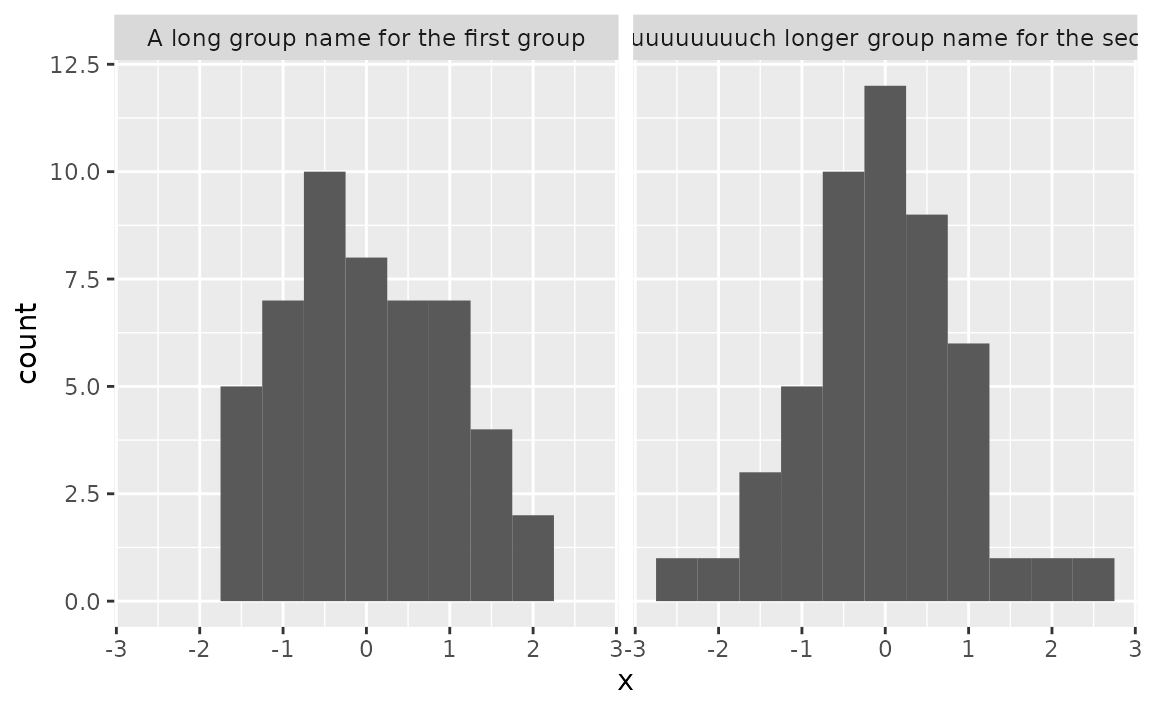 A long group name for the first group
uuuuuuuuch longer group name for the sec
12.5
10.0
7.5
5.0
2.5
0.0
count
-3 -2 -1 0 1 2 3
-3 -2 -1 0 1 2 3
x